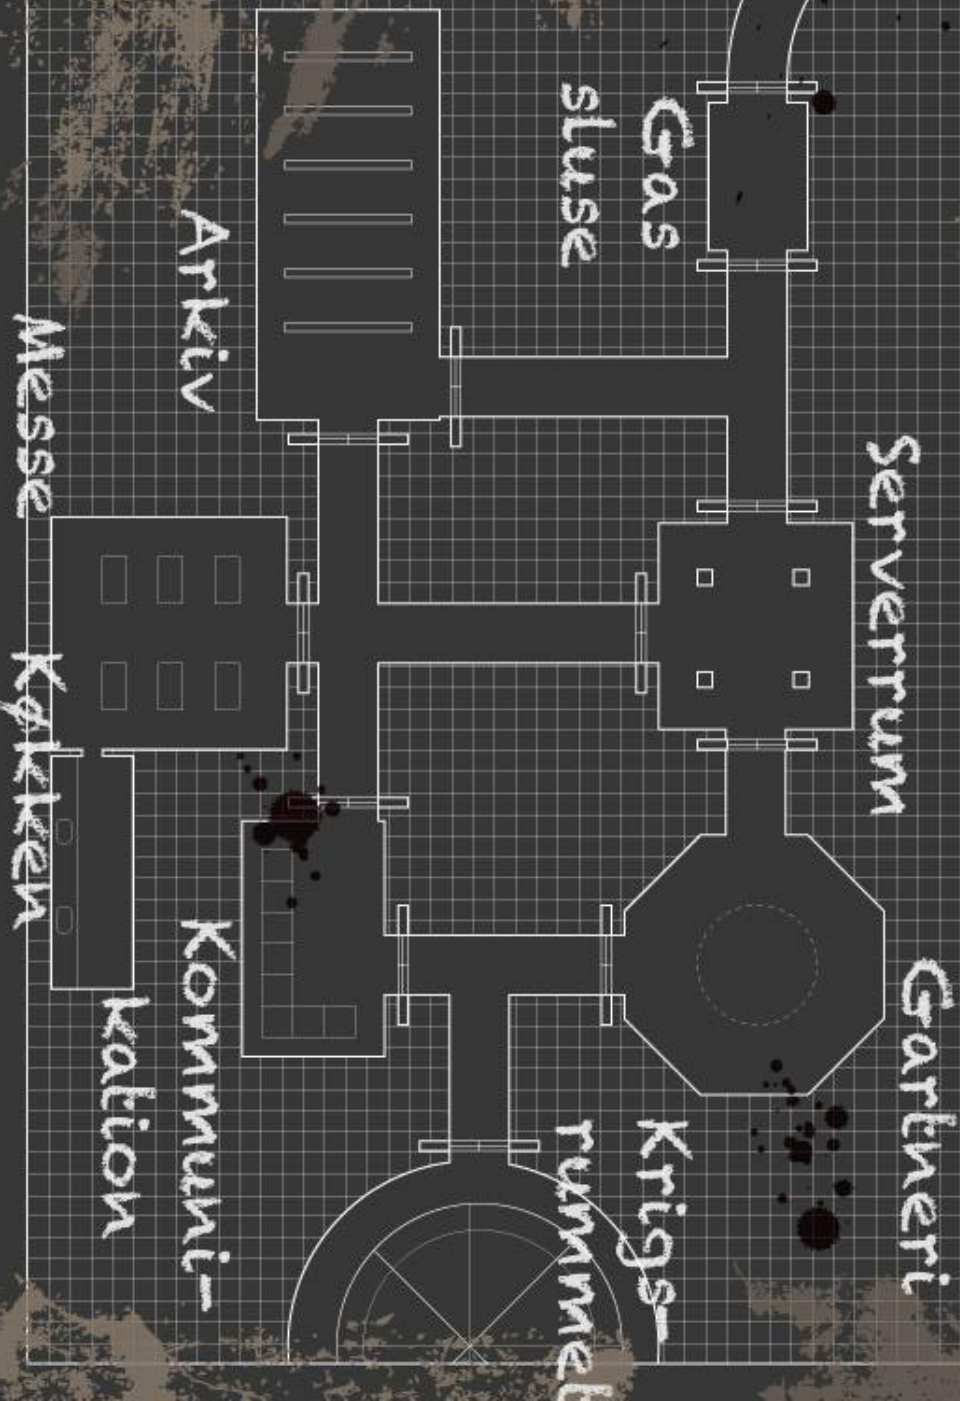 Gas
sluse
Arkiv
Messe
Serverrum
Køkken
Gartneri
Kommuni-
kation
Krigs-
rummet